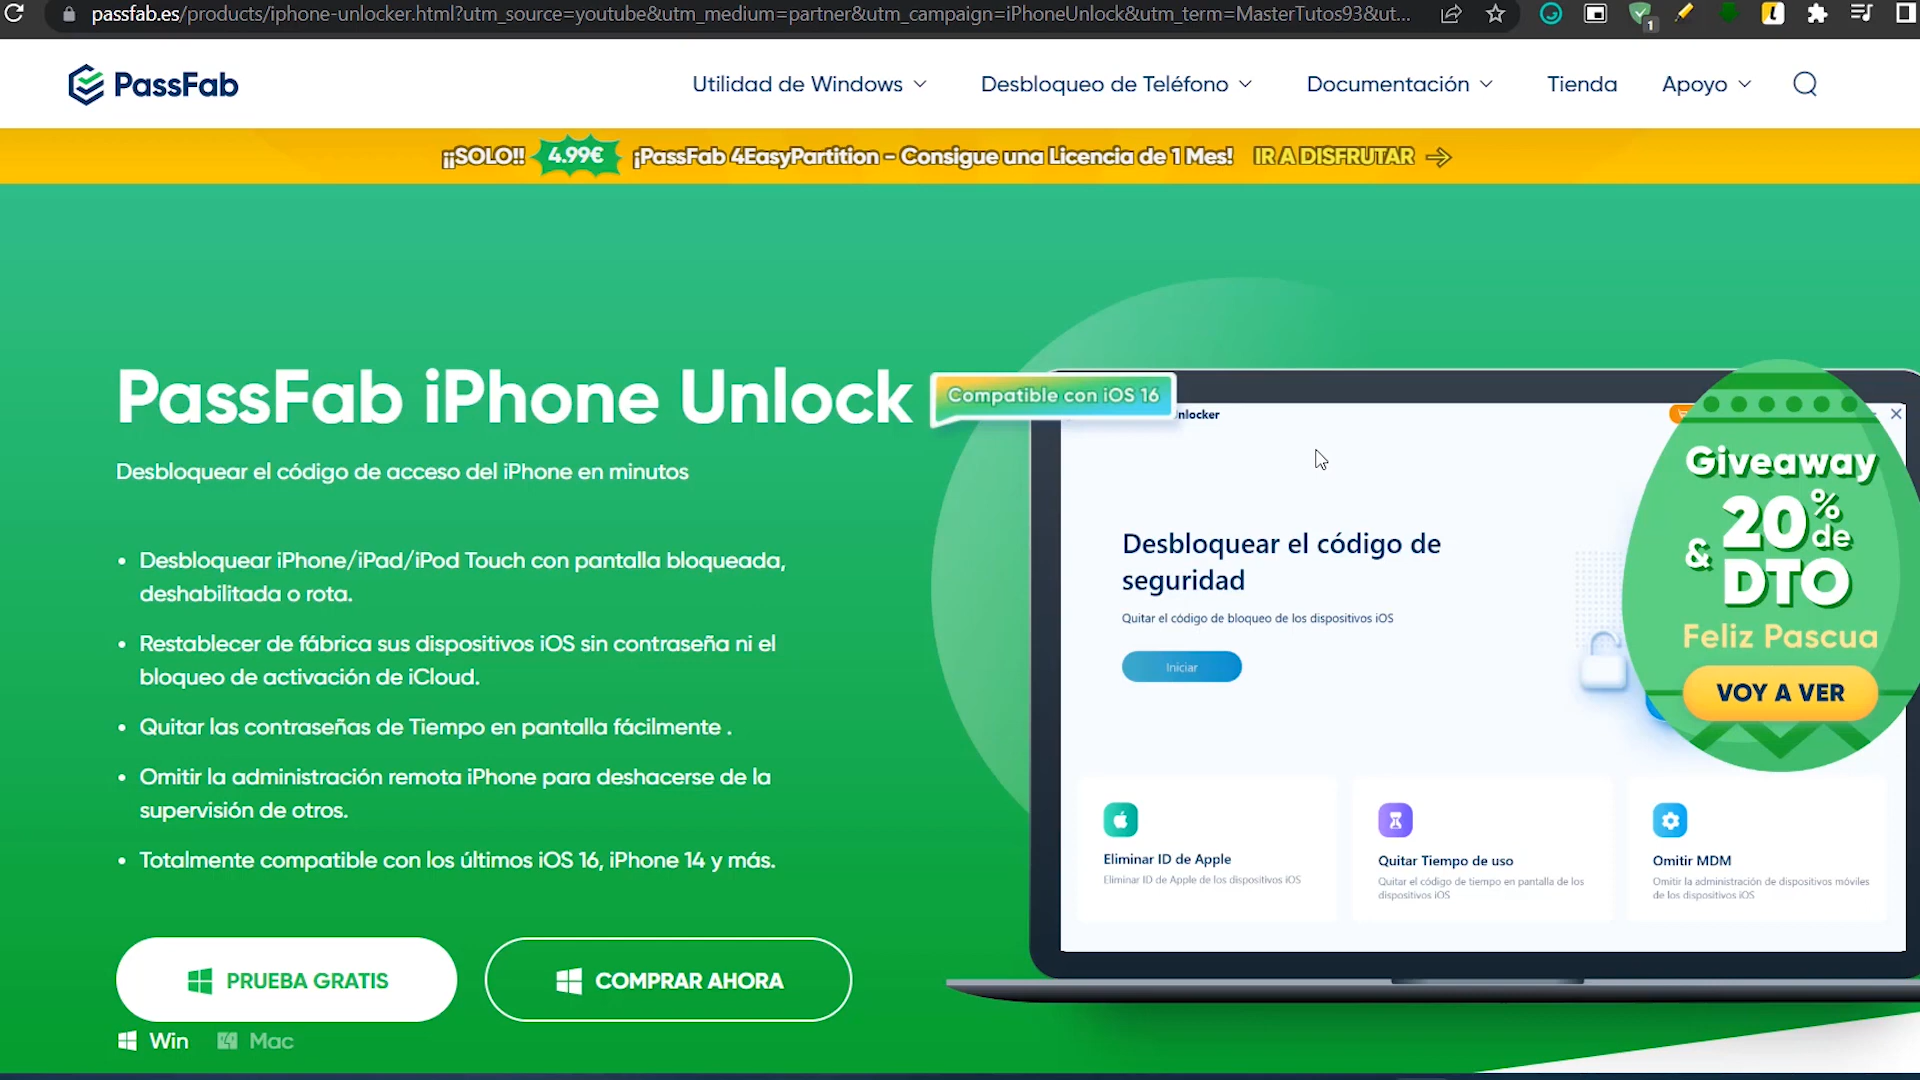 passfab.es/products/iphone-unlocker.html?utm_source=youtube&utm_medium=partner&utm_campaign=iPhoneUnlock&utm_term=MasterTutos93&ut...
1
PassFab
Utilidad de Windows
Desbloqueo de Teléfono
Documentación
Tienda
Apoyo
¡¡SOLO!! 4.99€ ¡PassFab 4EasyPartition - Consigue una Licencia de 1 Mes! IR A DISFRUTAR
PassFab iPhone Unlock
Compatible con iOS 16
Desbloquear el código de acceso del iPhone en minutos
• Desbloquear iPhone/iPad/iPod Touch con pantalla bloqueada,
deshabilitada o rota.
• Restablecer de fábrica sus dispositivos iOS sin contraseña ni el
bloqueo de activación de iCloud.
• Quitar las contraseñas de Tiempo en pantalla fácilmente .
• Omitir la administración remota iPhone para deshacerse de la
supervisión de otros.
• Totalmente compatible con los últimos iOS 16, iPhone 14 y más.
PRUEBA GRATIS
COMPRAR AHORA
Win
Mac
nlocker
Desbloquear el código de
seguridad
Quitar el código de bloqueo de los dispositivos iOS
Iniciar
Eliminar ID de Apple
Eliminar ID de Apple de los dispositivos iOS
Quitar Tiempo de uso
Quitar el código de tiempo en pantalla de los
dispositivos iOS
Omitir MDM
Omitir la administración de dispositivos móviles
de los dispositivos iOS
Giveaway
& 20% de
DTO
Feliz Pascua
VOY A VER